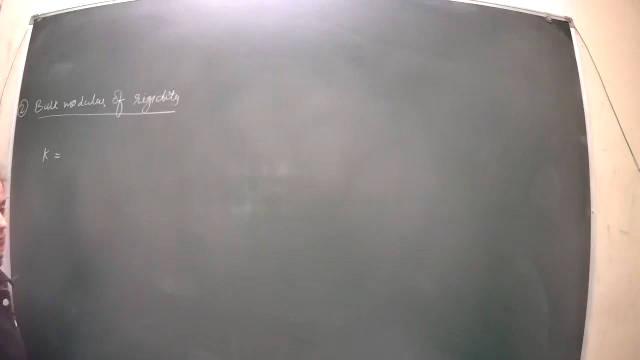 ② Bulk modulus of rigidity
K =